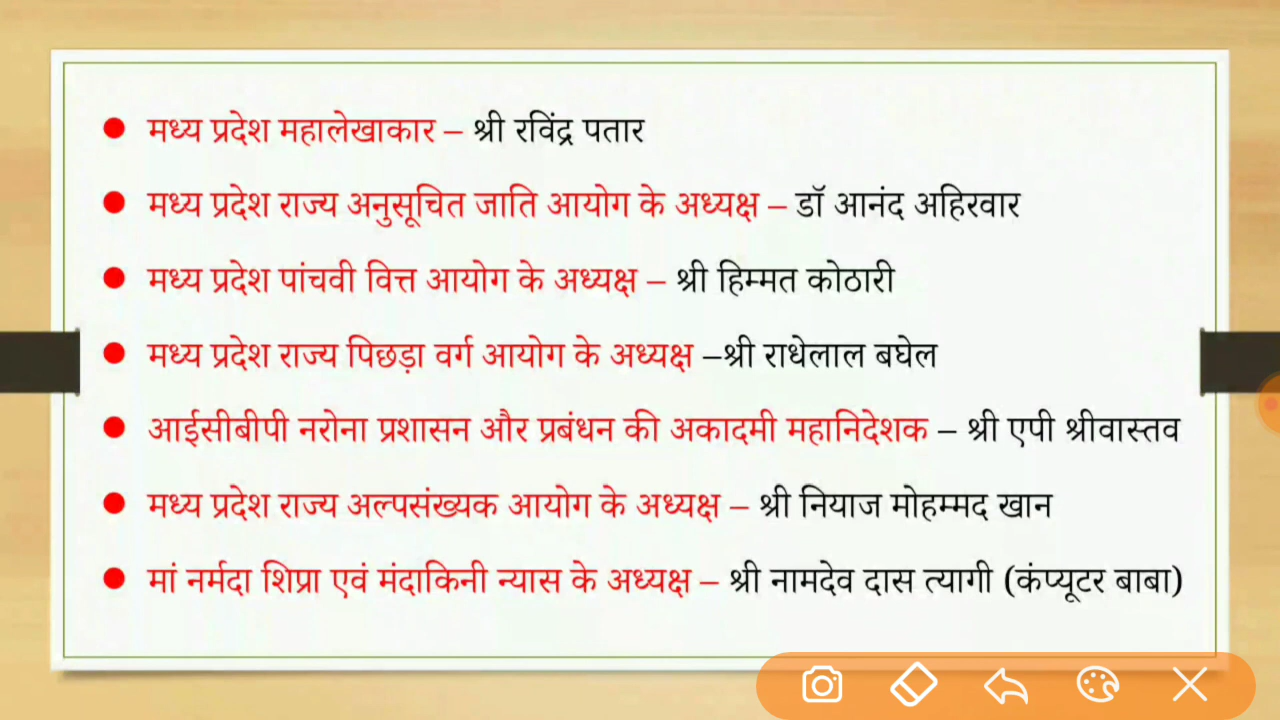 मध्य प्रदेश महालेखाकार – श्री रविंद्र पतार
मध्य प्रदेश राज्य अनुसूचित जाति आयोग के अध्यक्ष – डॉ आनंद अहिरवार
मध्य प्रदेश पांचवी वित्त आयोग के अध्यक्ष – श्री हिम्मत कोठारी
मध्य प्रदेश राज्य पिछड़ा वर्ग आयोग के अध्यक्ष –श्री राधेलाल बघेल
आईसीबीपी नरोना प्रशासन और प्रबंधन की अकादमी महानिदेशक – श्री एपी श्रीवास्तव
मध्य प्रदेश राज्य अल्पसंख्यक आयोग के अध्यक्ष – श्री नियाज मोहम्मद खान
मां नर्मदा शिप्रा एवं मंदाकिनी न्यास के अध्यक्ष – श्री नामदेव दास त्यागी (कंप्यूटर बाबा)